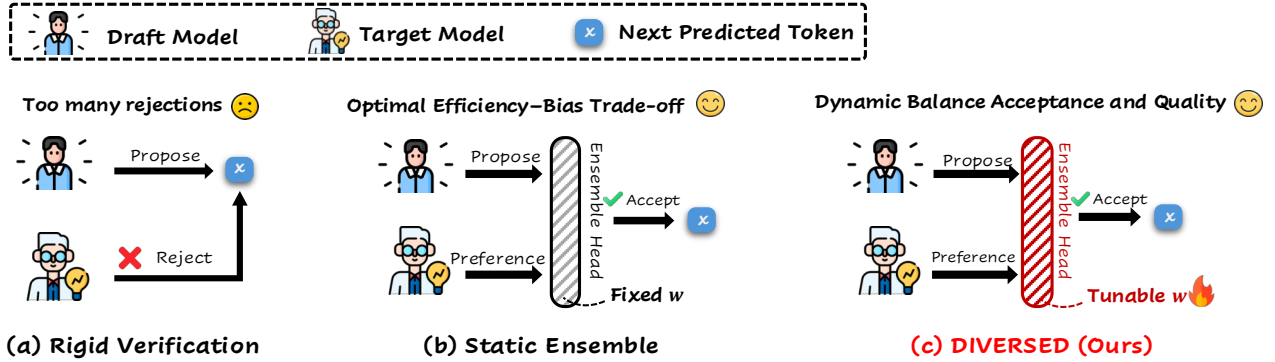 Draft Model
Target Model
x
Next Predicted Token
Too many rejections
Propose
x
Reject
(a) Rigid Verification
Optimal Efficiency-Bias Trade-off
Propose
Ensemble Head
Accept
x
Preference
Fixed w
(b) Static Ensemble
Dynamic Balance Acceptance and Quality
Propose
Ensemble Head
Accept
x
Preference
Tunable w
(c) DIVERSED (Ours)